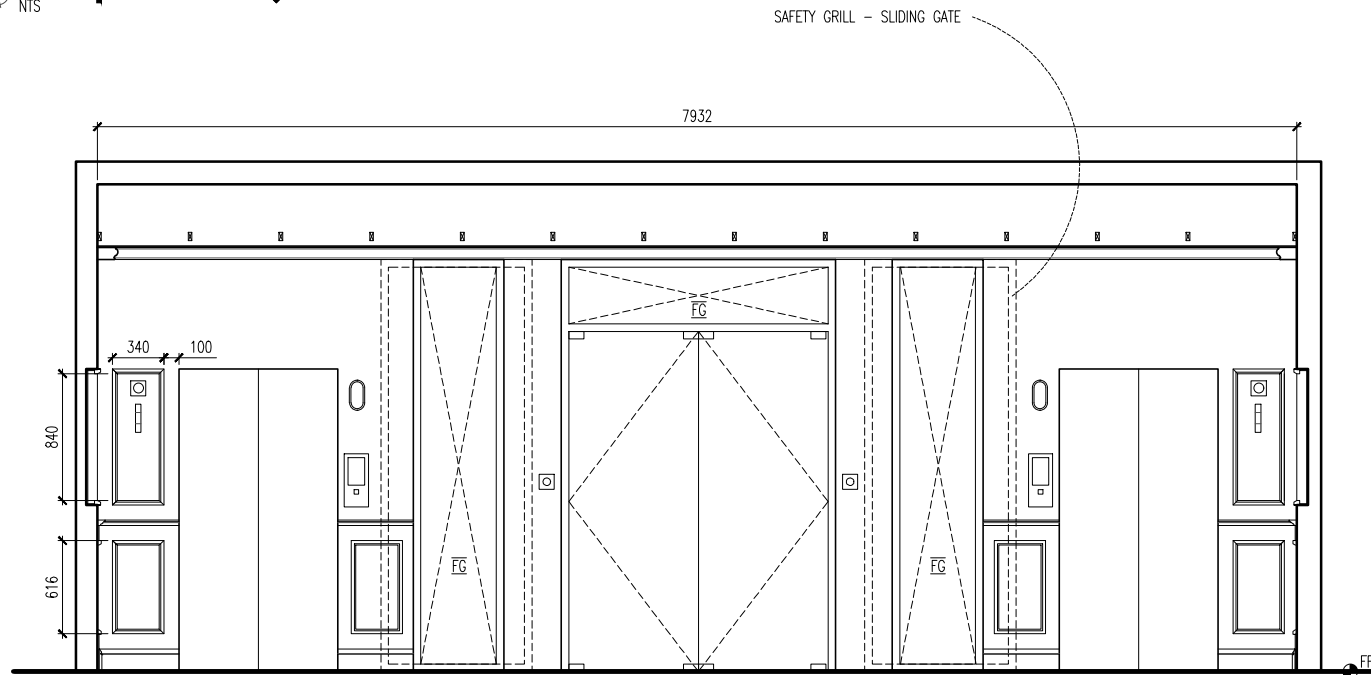 NTS
SAFETY GRILL – SLIDING GATE
7932
FG
340
100
840
616
FG
FG